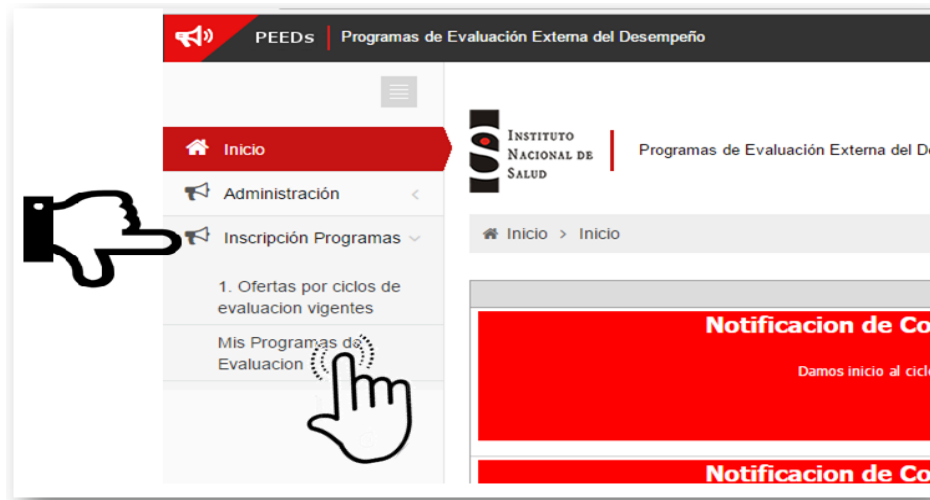 PEEDs Programas de Evaluación Externa del Desempeño
Inicio
Administración
Inscripción Programas
1. Ofertas por ciclos de
evaluacion vigentes
Mis Programas de
Evaluacion
INSTITUTO
NACIONAL DE
SALUD
Programas de Evaluación Externa del D
Inicio > Inicio
Notificacion de Co
Damos inicio al cicl
Notificacion de Co